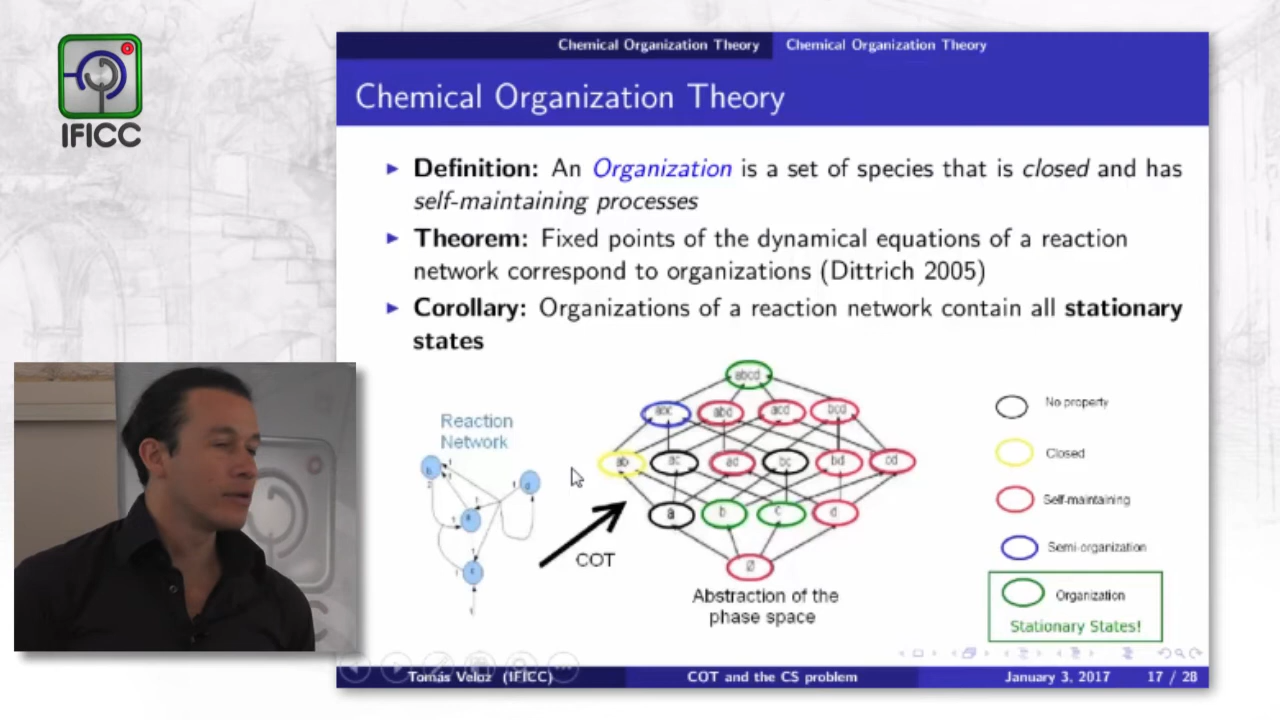 IFICC
Chemical Organization Theory
Chemical Organization Theory
Chemical Organization Theory
Definition: An Organization is a set of species that is closed and has
self-maintaining processes
Theorem: Fixed points of the dynamical equations of a reaction
network correspond to organizations (Dittrich 2005)
Corollary: Organizations of a reaction network contain all stationary
states
Reaction
Network
COT
abcd
abc
abd
acd
bcd
ab
ac
ad
bc
bd
cd
a
b
c
d
Ø
Abstraction of the
phase space
No property
Closed
Self-maintaining
Semi-organization
Organization
Stationary States!
Tomás Veloz (IFICC)
COT and the CS problem
January 3, 2017
17 / 28